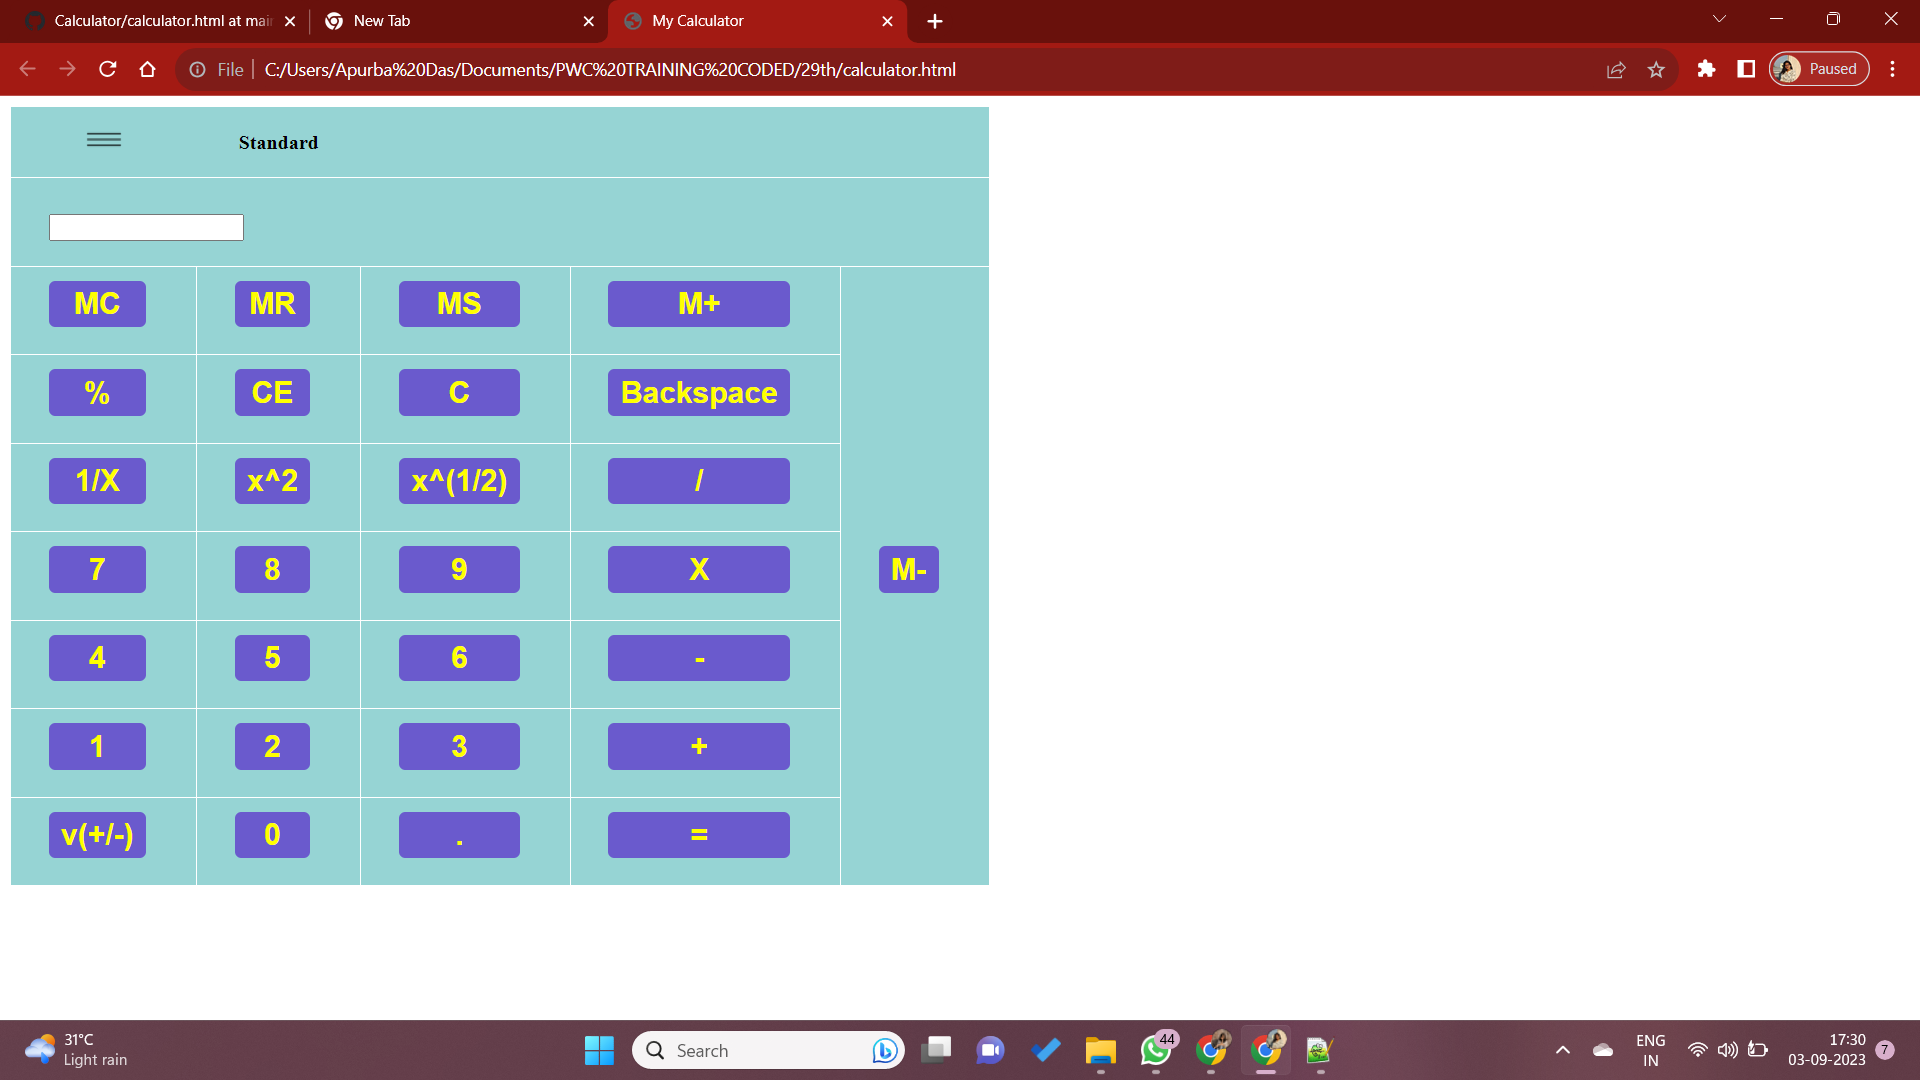 Calculator/calculator.html at mai
New Tab
My Calculator
File
C:/Users/Apurba%20Das/Documents/PWC%20TRAINING%20CODED/29th/calculator.html
Paused
Standard
MC MR MS M+
% CE C Backspace
1/X x^2 x^(1/2) /
7 8 9 X M-
4 5 6 -
1 2 3 +
v(+/-) 0 . =
31°C
Light rain
Search
44
ENG
IN
17:30
03-09-2023
7